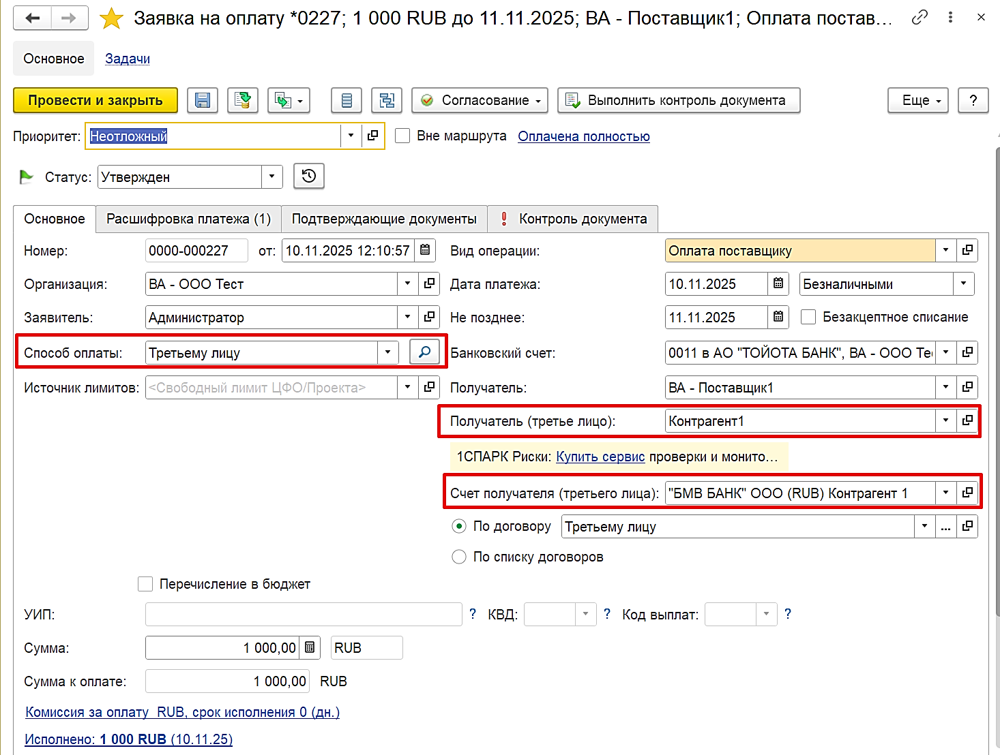 Заявка на оплату *0227; 1 000 RUB до 11.11.2025; ВА - Поставщик1; Оплата постав...
Основное Задачи
Провести и закрыть Согласование Выполнить контроль документа Еще ?
Приоритет: Неотложный Вне маршрута Оплачена полностью
Статус: Утвержден
Основное Расшифровка платежа (1) Подтверждающие документы Контроль документа
Номер: 0000-000227 от: 10.11.2025 12:10:57 Вид операции: Оплата поставщику
Организация: ВА - ООО Тест Дата платежа: 10.11.2025 Безналичными
Заявитель: Администратор Не позднее: 11.11.2025 Безакцептное списание
Способ оплаты: Третьему лицу Банковский счет: 0011 в АО "ТОЙОТА БАНК", ВА - ООО Те
Источник лимитов: <Свободный лимит ЦФО/Проекта> Получатель: ВА - Поставщик1
Получатель (третье лицо): Контрагент1
1СПАРК Риски: Купить сервис проверки и монито...
Счет получателя (третьего лица): "БМВ БАНК" ООО (RUB) Контрагент 1
По договору Третьему лицу ...
По списку договоров
Перечисление в бюджет
УИП: ? КВД: ? Код выплат: ?
Сумма: 1 000,00 RUB
Сумма к оплате: 1 000,00 RUB
Комиссия за оплату RUB, срок исполнения 0 (дн.)
Исполнено: 1 000 RUB (10.11.25)